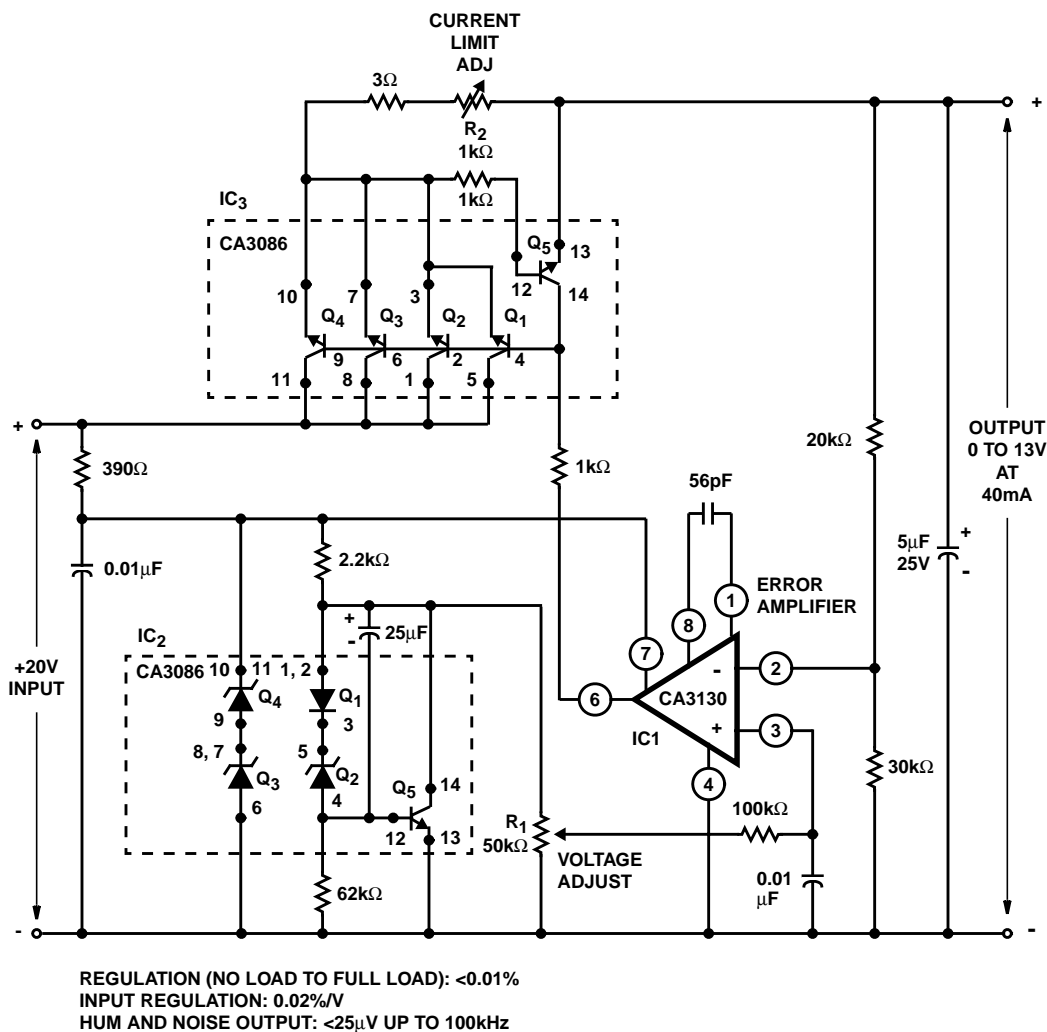 CURRENT
LIMIT
ADJ
3Ω
R2
1kΩ
1kΩ
IC3
CA3086
Q5
13
12
14
10
7
3
Q4
Q3
Q2
Q1
9
6
2
4
11
8
1
5
+
+
390Ω
1kΩ
20kΩ
OUTPUT
0 TO 13V
AT
40mA
56pF
0.01μF
2.2kΩ
5μF
25V
+
-
1
ERROR
AMPLIFIER
8
+
-
25μF
7
IC2
CA3086
10
11
1, 2
Q4
Q1
9
3
8, 7
5
Q3
Q2
6
4
Q5
14
12
13
+20V
INPUT
6
-
CA3130
+
IC1
2
3
4
30kΩ
R1
50kΩ
100kΩ
VOLTAGE
ADJUST
0.01
μF
62kΩ
-
-
REGULATION (NO LOAD TO FULL LOAD): <0.01%
INPUT REGULATION: 0.02%/V
HUM AND NOISE OUTPUT: <25μV UP TO 100kHz